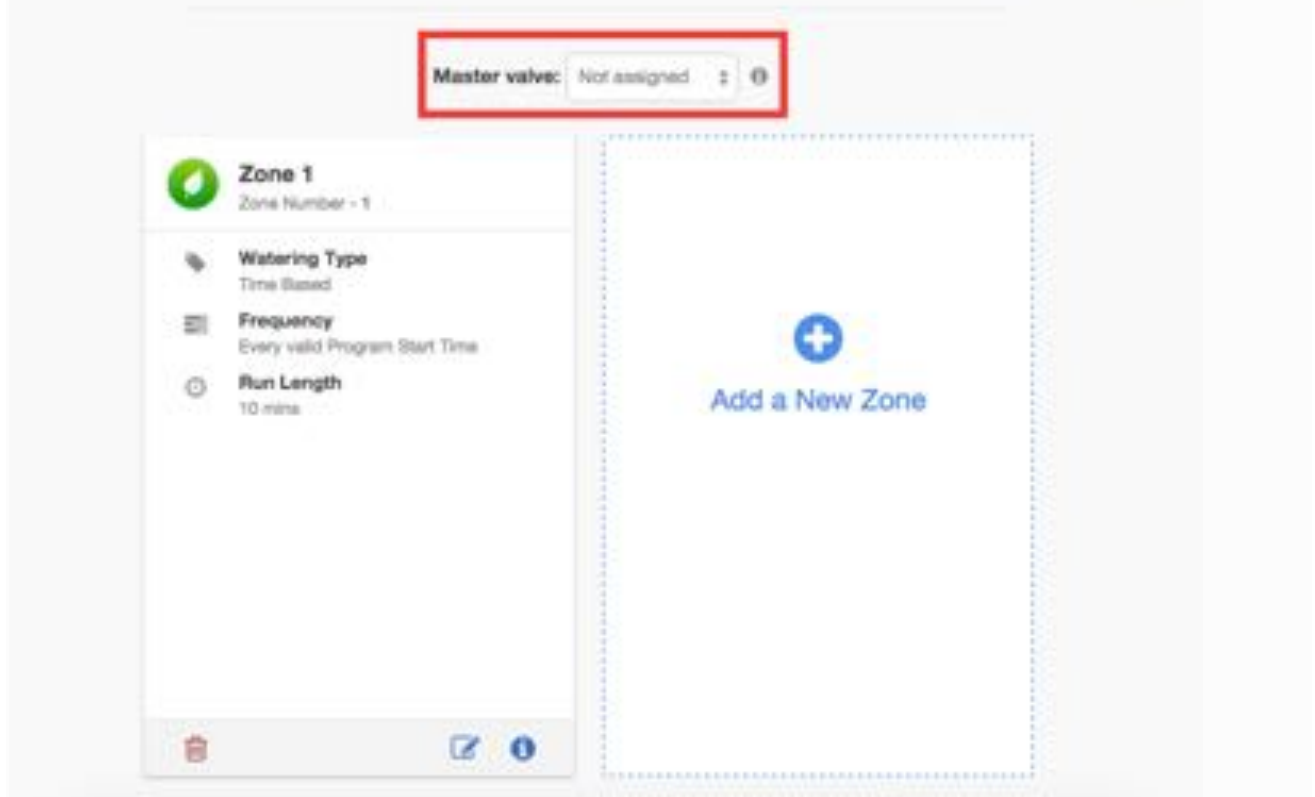 Master valve: Not assigned
Zone 1
Zone Number - 1
Watering Type
Time Based
Frequency
Every valid Program Start Time
Run Length
10 mins
Add a New Zone